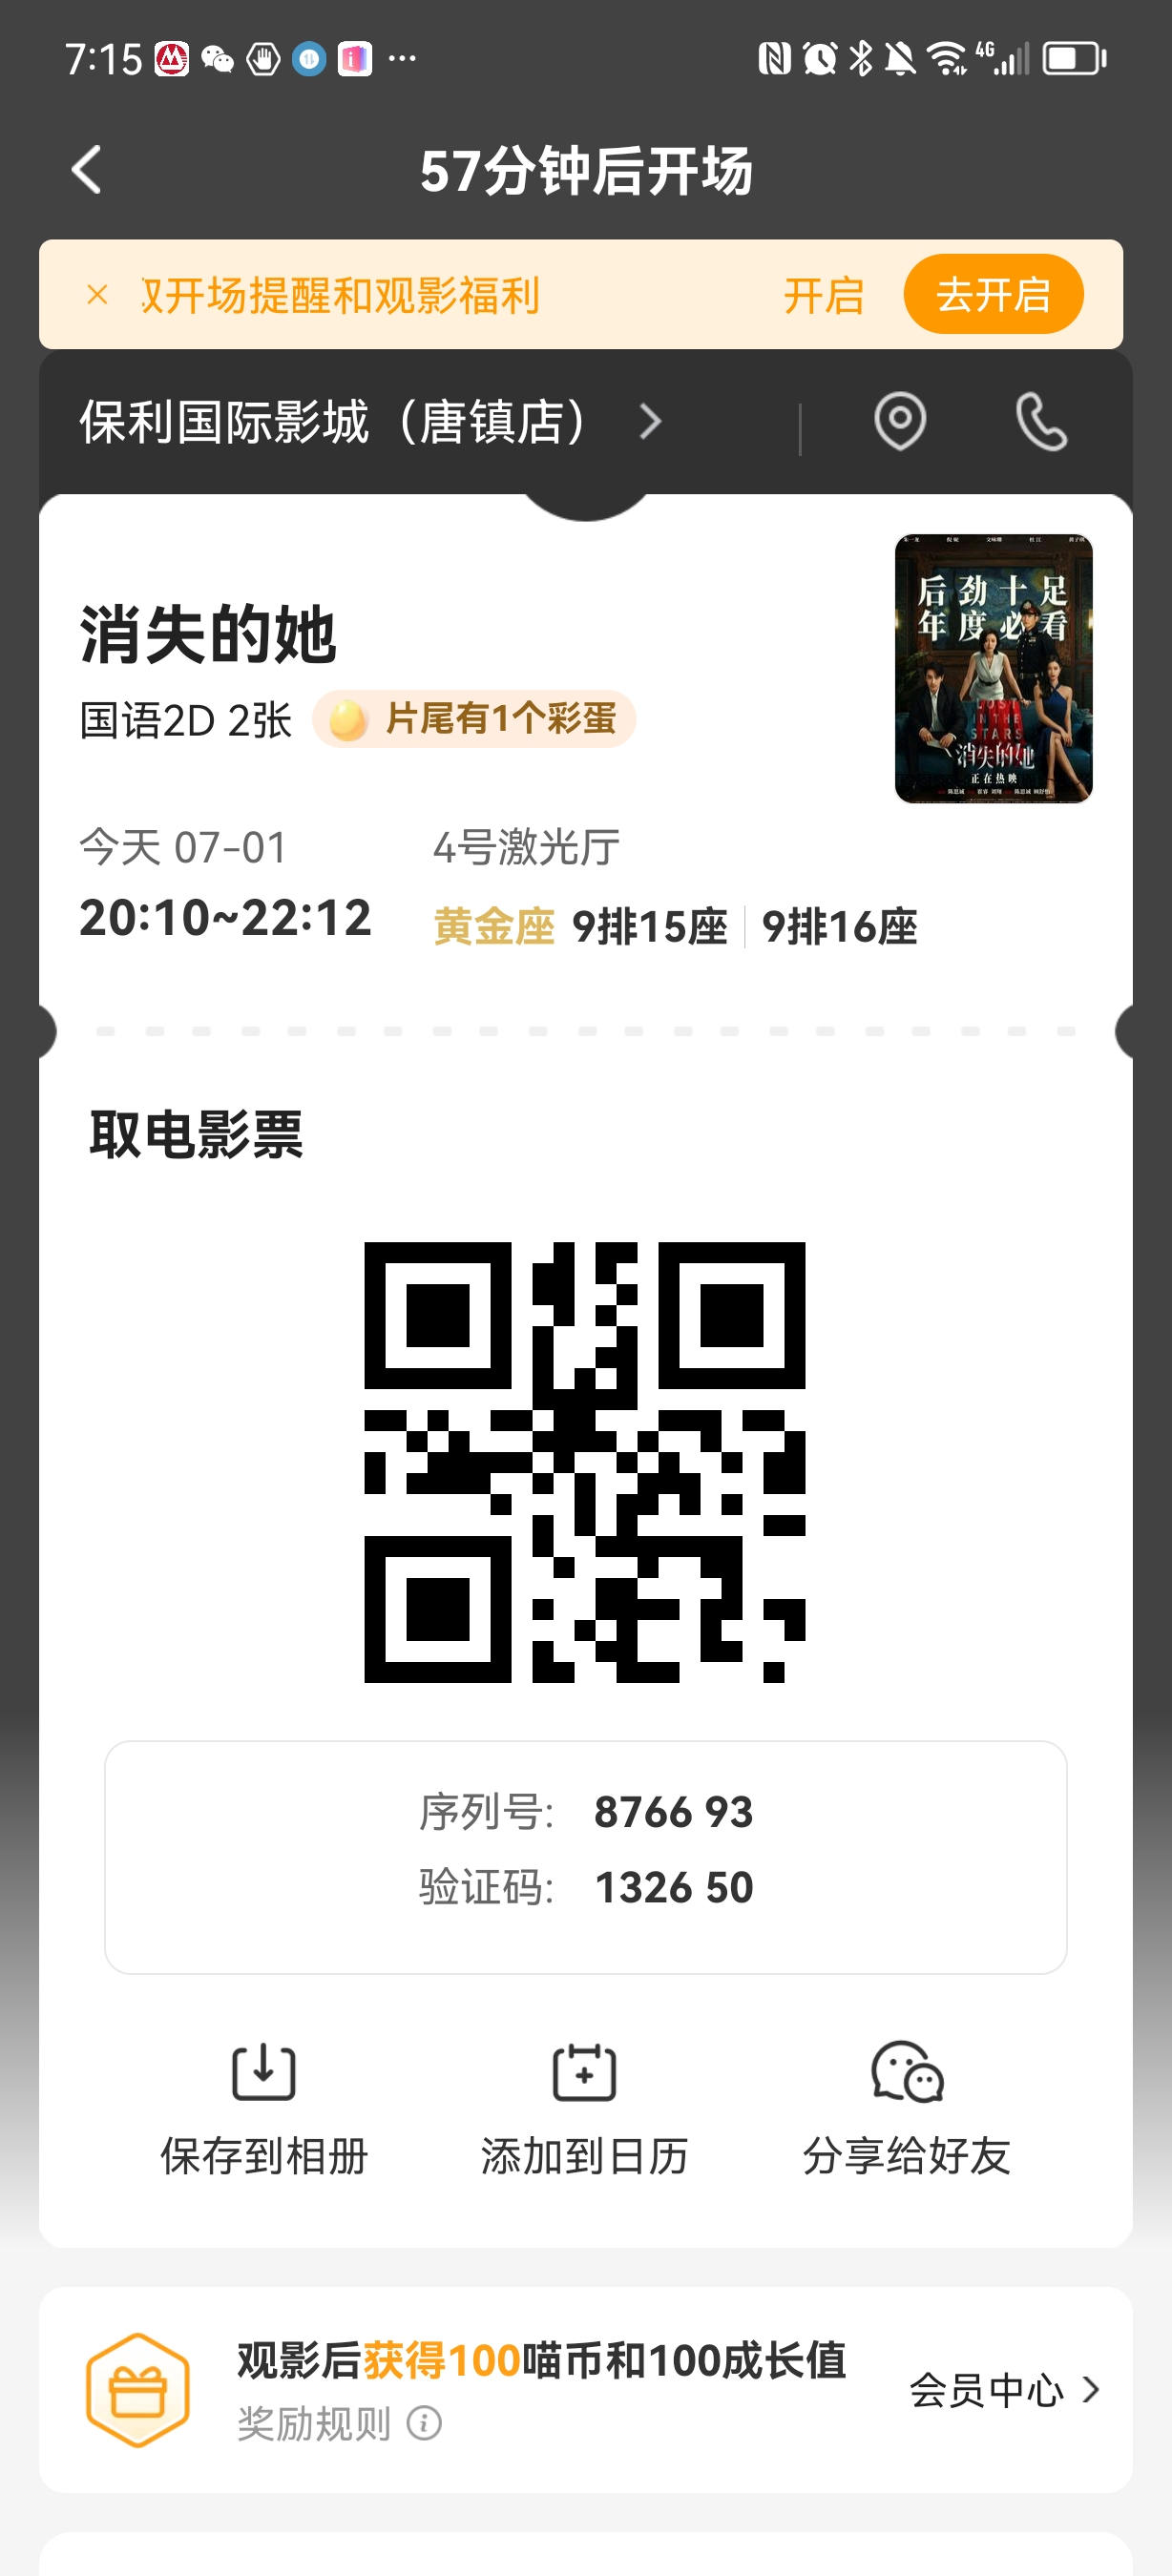 7:15
4G
57分钟后开场
开场提醒和观影福利 开启 去开启
保利国际影城（唐镇店）
消失的她
国语2D 2张 片尾有1个彩蛋
后劲十足
年度必看
LOST
IN THE
STARS
消失的她
正在热映
今天 07-01 4号激光厅
20:10~22:12 黄金座 9排15座 9排16座
取电影票
序列号: 8766 93
验证码: 1326 50
保存到相册 添加到日历 分享给好友
观影后获得100喵币和100成长值
奖励规则
会员中心